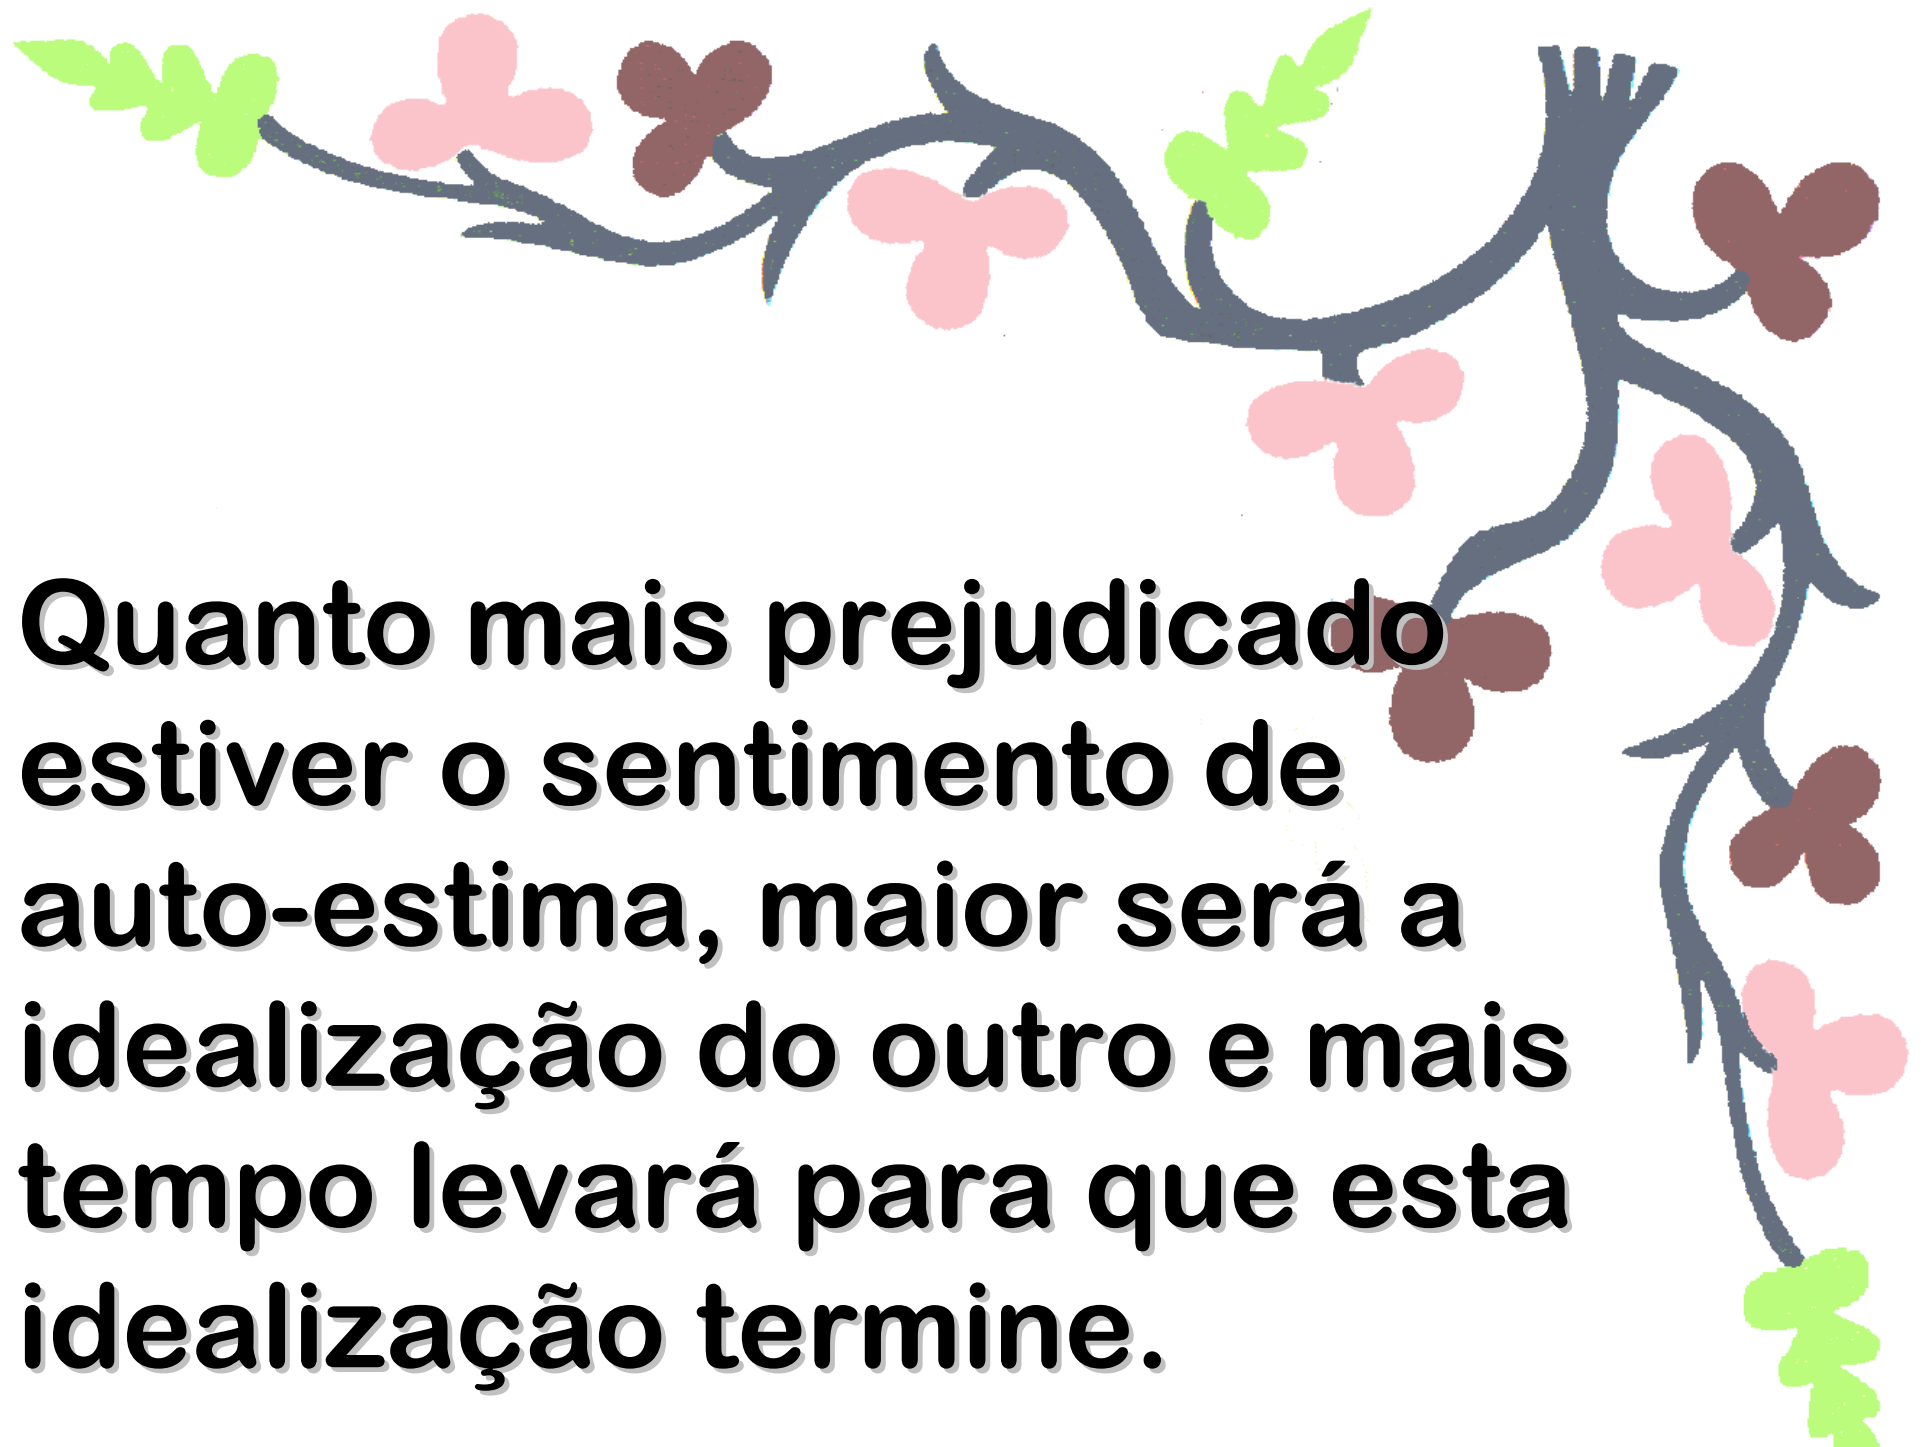 Quanto mais prejudicado
estiver o sentimento de
auto-estima, maior será a
idealização do outro e mais
tempo levará para que esta
idealização termine.